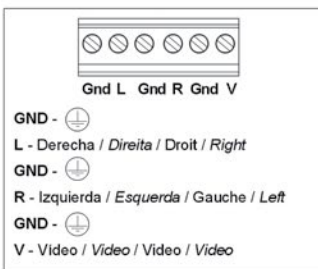 Gnd L Gnd R Gnd V
GND -
L - Derecha / Direita / Droit / Right
GND -
R - Izquierda / Esquerda / Gauche / Left
GND -
V - Video / Video / Video / Video